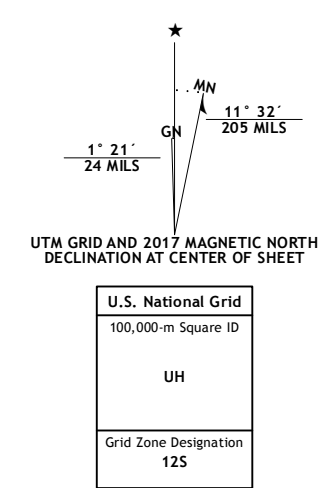 ★
MN
GN
11° 32´
205 MILS
1° 21´
24 MILS
UTM GRID AND 2017 MAGNETIC NORTH
DECLINATION AT CENTER OF SHEET
U.S. National Grid
100,000-m Square ID
UH
Grid Zone Designation
12S